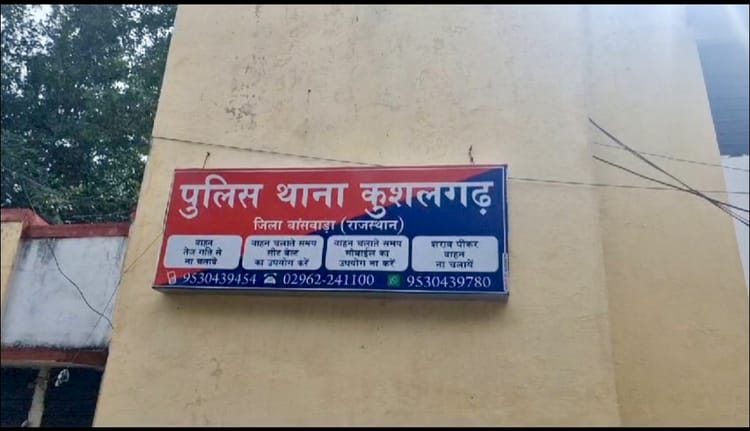 पुलिस थाना कुशलगढ़
जिला बांसवाड़ा (राजस्थान)
वाहन
तेज गति से
ना चलावे
वाहन चलाते समय
सीट बेल्ट
का उपयोग करें
वाहन चलाते समय
मोबाईल का
उपयोग ना करें
शराब पीकर
वाहन
ना चलायें
9530439454 02962-241100 9530439780